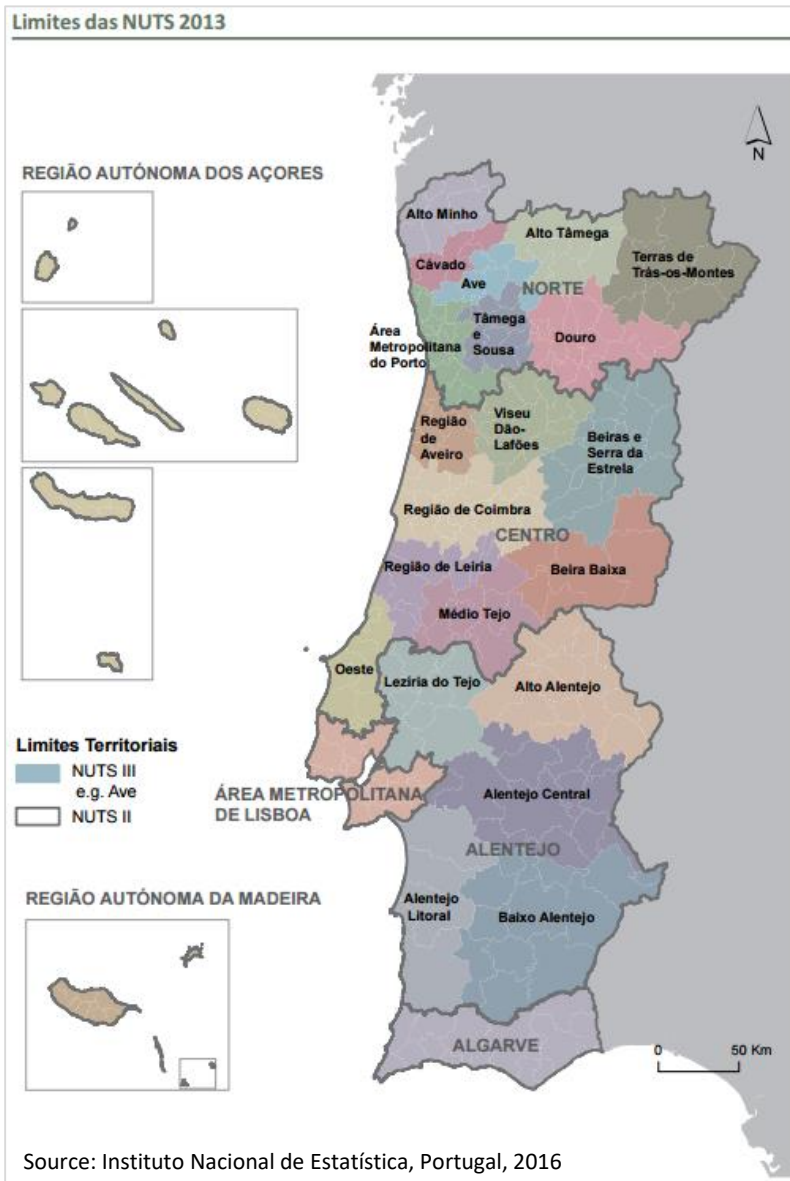 Limites das NUTS 2013
N
REGIÃO AUTÓNOMA DOS AÇORES
Alto Minho
Alto Tâmega
Terras de
Trás-os-Montes
Cávado
Ave
NORTE
Tâmega
e
Sousa
Douro
Área
Metropolitana
do Porto
Região
de
Aveiro
Viseu
Dão-
Lafões
Beiras e
Serra da
Estrela
Região de Coimbra
CENTRO
Região de Leiria
Beira Baixa
Médio Tejo
Oeste
Lezíria do Tejo
Alto Alentejo
Limites Territoriais
NUTS III
e.g. Ave
NUTS II
ÁREA METROPOLITANA
DE LISBOA
Alentejo Central
ALENTEJO
REGIÃO AUTÓNOMA DA MADEIRA
Alentejo
Litoral
Baixo Alentejo
ALGARVE
0 50 Km
Source: Instituto Nacional de Estatística, Portugal, 2016